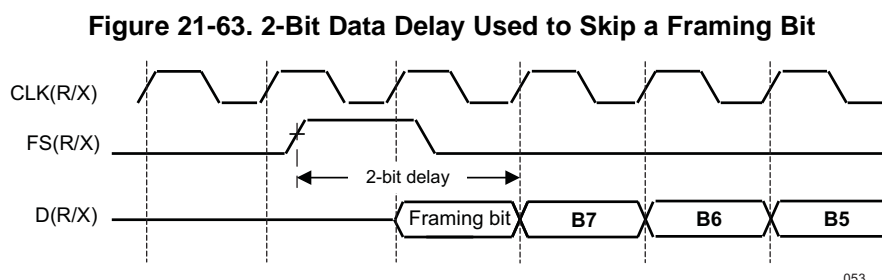 Figure 21-63. 2-Bit Data Delay Used to Skip a Framing Bit
CLK(R/X)
FS(R/X)
2-bit delay
D(R/X)
Framing bit
B7
B6
B5
053